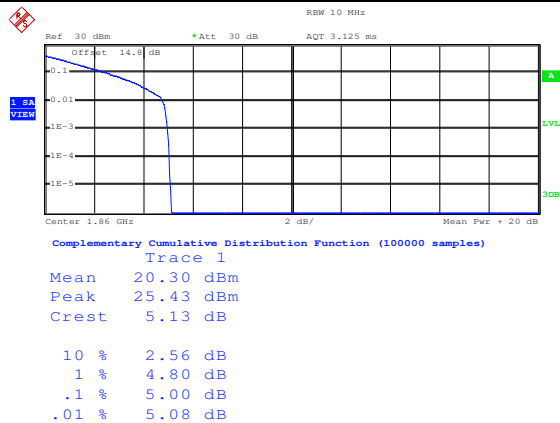 RBW 10 MHz
Ref 30 dBm *Att 30 dB AQT 3.125 ms
Offset 14.8 dB
0.1
A
1 SA
VIEW
0.01
1E-3
LVL
1E-4
1E-5
3DB
Center 1.86 GHz 2 dB/ Mean Pwr + 20 dB
Complementary Cumulative Distribution Function (100000 samples)
Trace 1
Mean 20.30 dBm
Peak 25.43 dBm
Crest 5.13 dB
10 % 2.56 dB
1 % 4.80 dB
.1 % 5.00 dB
.01 % 5.08 dB